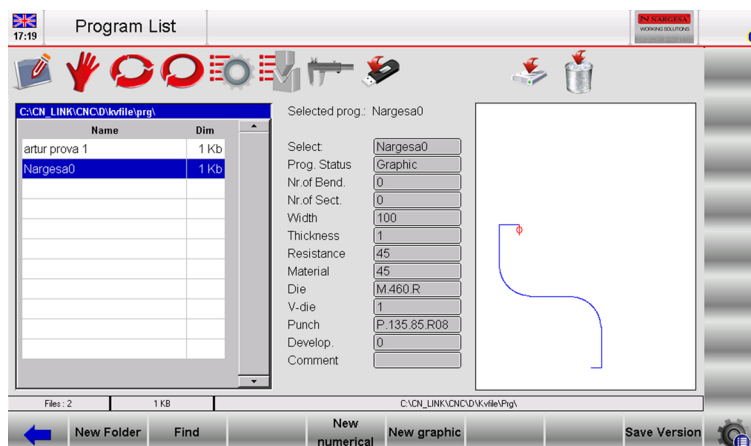 17:19
Program List
NARGESA
WORKING SOLUTIONS
C:\CN_LINK\CNC\D\kvfile\prg\
Name Dim
artur prova 1 1 Kb
Nargesa0 1 Kb
Selected prog.: Nargesa0
Select: Nargesa0
Prog. Status Graphic
Nr.of Bend. 0
Nr.of Sect. 0
Width 100
Thickness 1
Resistance 45
Material 45
Die M.460.R
V-die 1
Punch P.135.85.R08
Develop. 0
Comment
Files : 2 1 KB C:\CN_LINK\CNC\D\Kvfile\Prg\
New Folder
Find
New
numerical
New graphic
Save Version